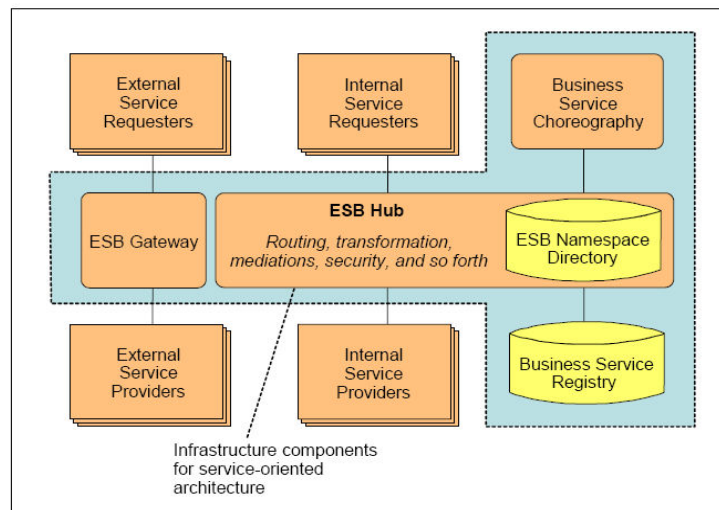 External
Service
Requesters
Internal
Service
Requesters
Business
Service
Choreography
ESB Gateway
ESB Hub
Routing, transformation,
mediations, security, and so forth
ESB Namespace
Directory
External
Service
Providers
Internal
Service
Providers
Business Service
Registry
Infrastructure components
for service-oriented
architecture